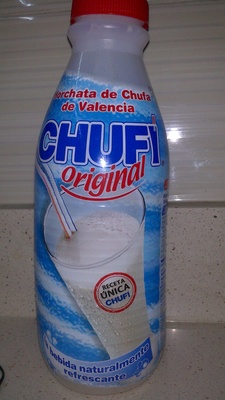 Horchata de Chufa
de Valencia
CHUFI
Original
RECETA
ÚNICA
CHUFI
bebida naturalmente
refrescante